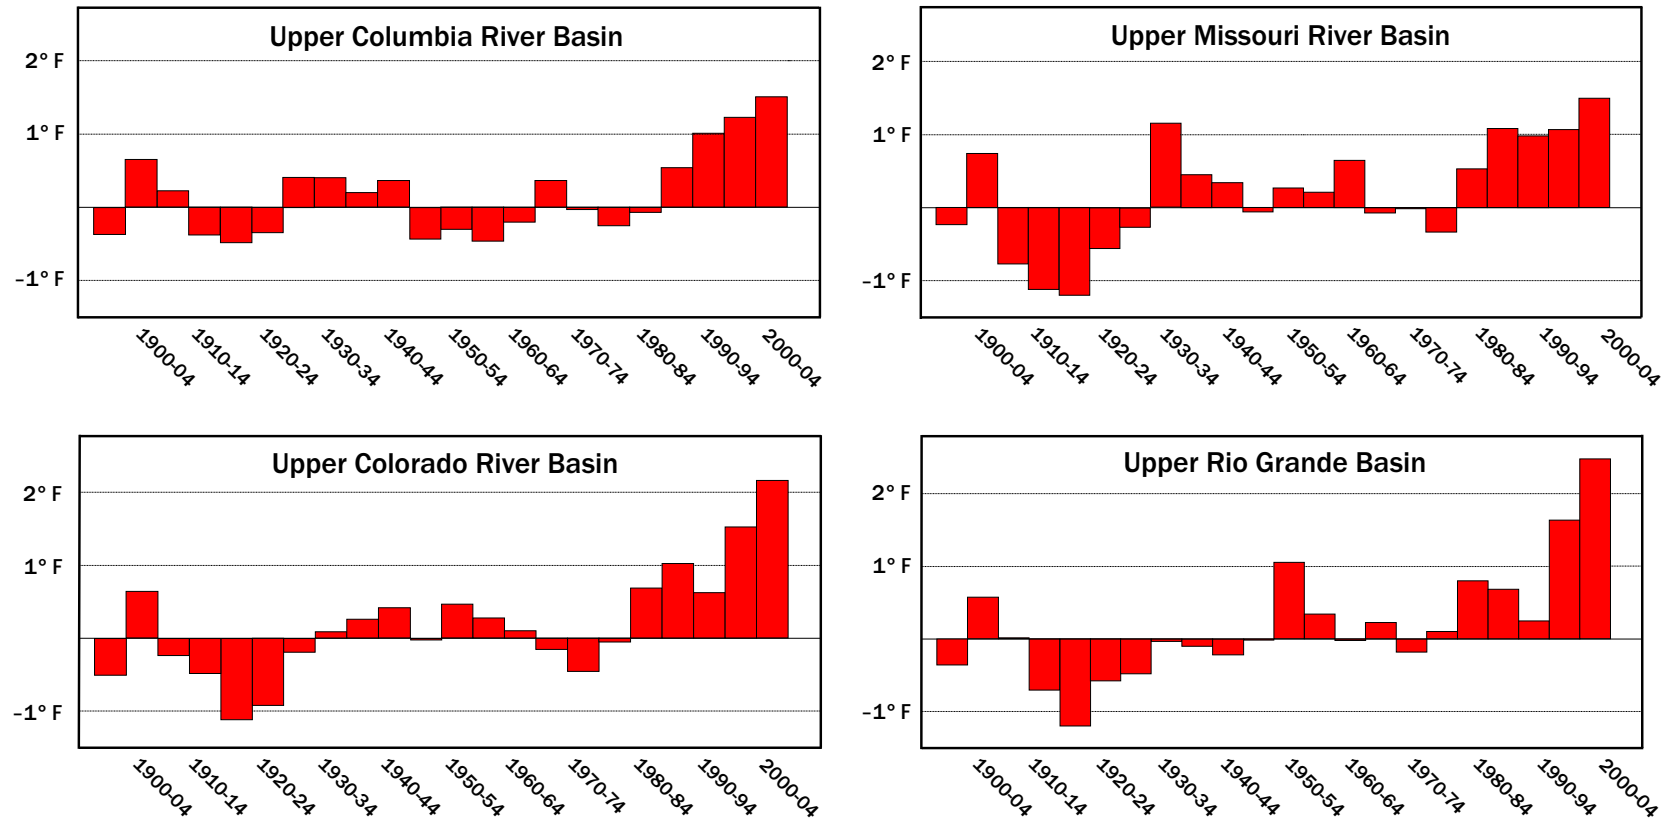 Upper Columbia River Basin
2° F
1° F
-1° F
1900-04
1910-14
1920-24
1930-34
1940-44
1950-54
1960-64
1970-74
1980-84
1990-94
2000-04
Upper Missouri River Basin
2° F
1° F
-1° F
1900-04
1910-14
1920-24
1930-34
1940-44
1950-54
1960-64
1970-74
1980-84
1990-94
2000-04
Upper Colorado River Basin
2° F
1° F
-1° F
1900-04
1910-14
1920-24
1930-34
1940-44
1950-54
1960-64
1970-74
1980-84
1990-94
2000-04
Upper Rio Grande Basin
2° F
1° F
-1° F
1900-04
1910-14
1920-24
1930-34
1940-44
1950-54
1960-64
1970-74
1980-84
1990-94
2000-04